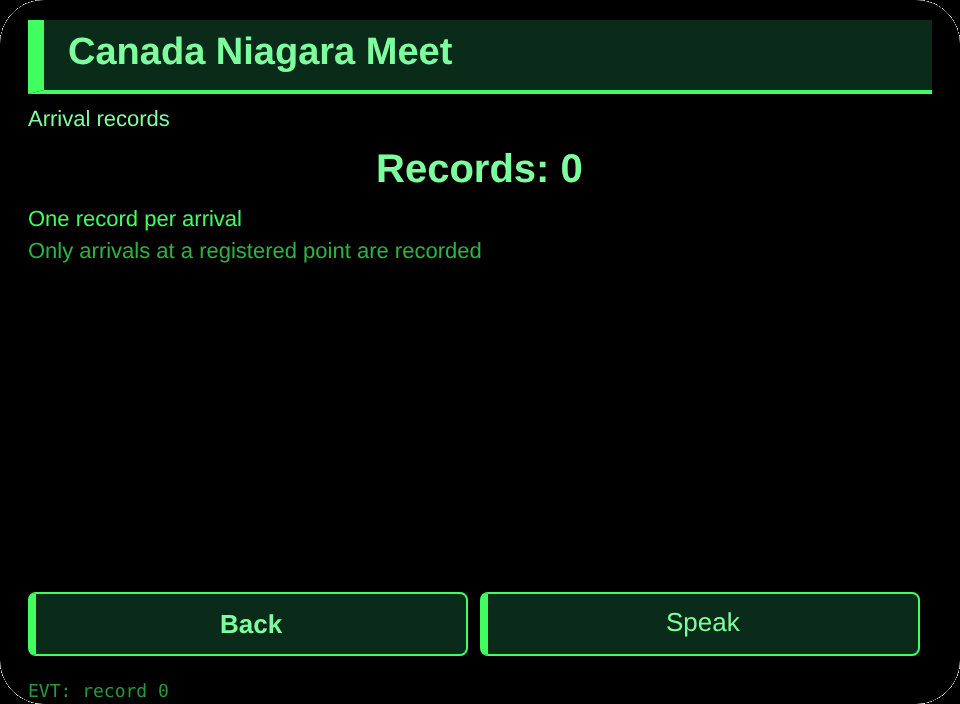 Canada Niagara Meet
Arrival records
Records: 0
One record per arrival
Only arrivals at a registered point are recorded
Back
Speak
EVT: record 0